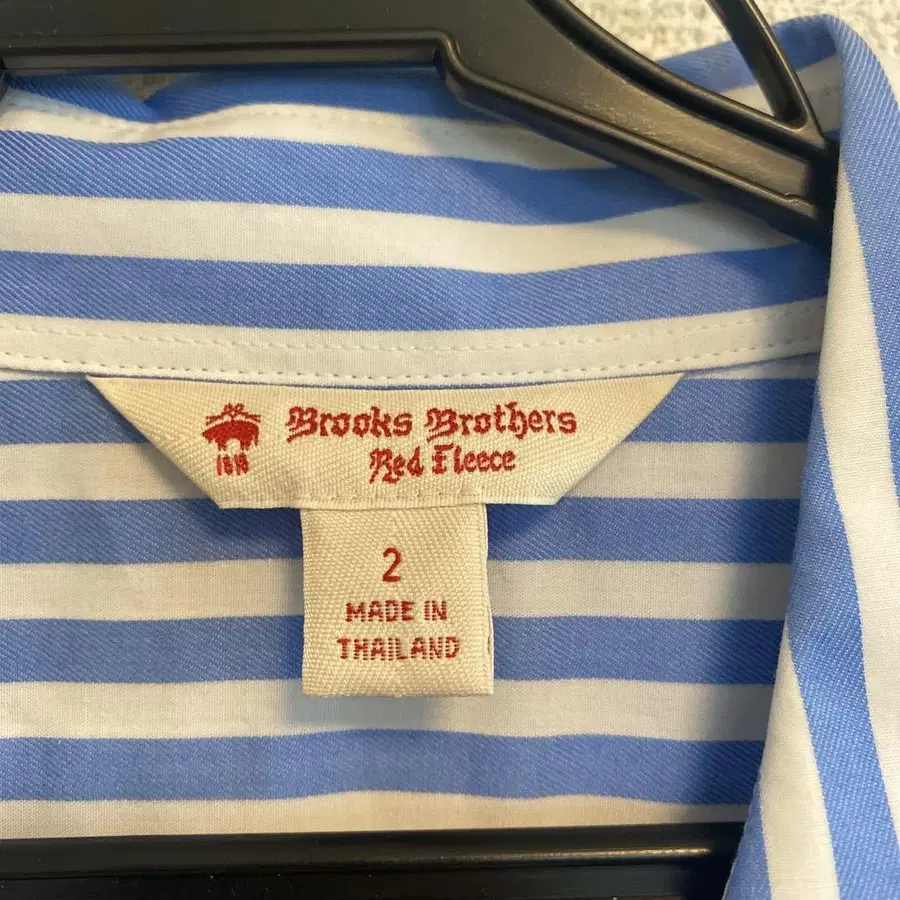 Brooks Brothers
Red Fleece
1818
2
MADE IN
THAILAND